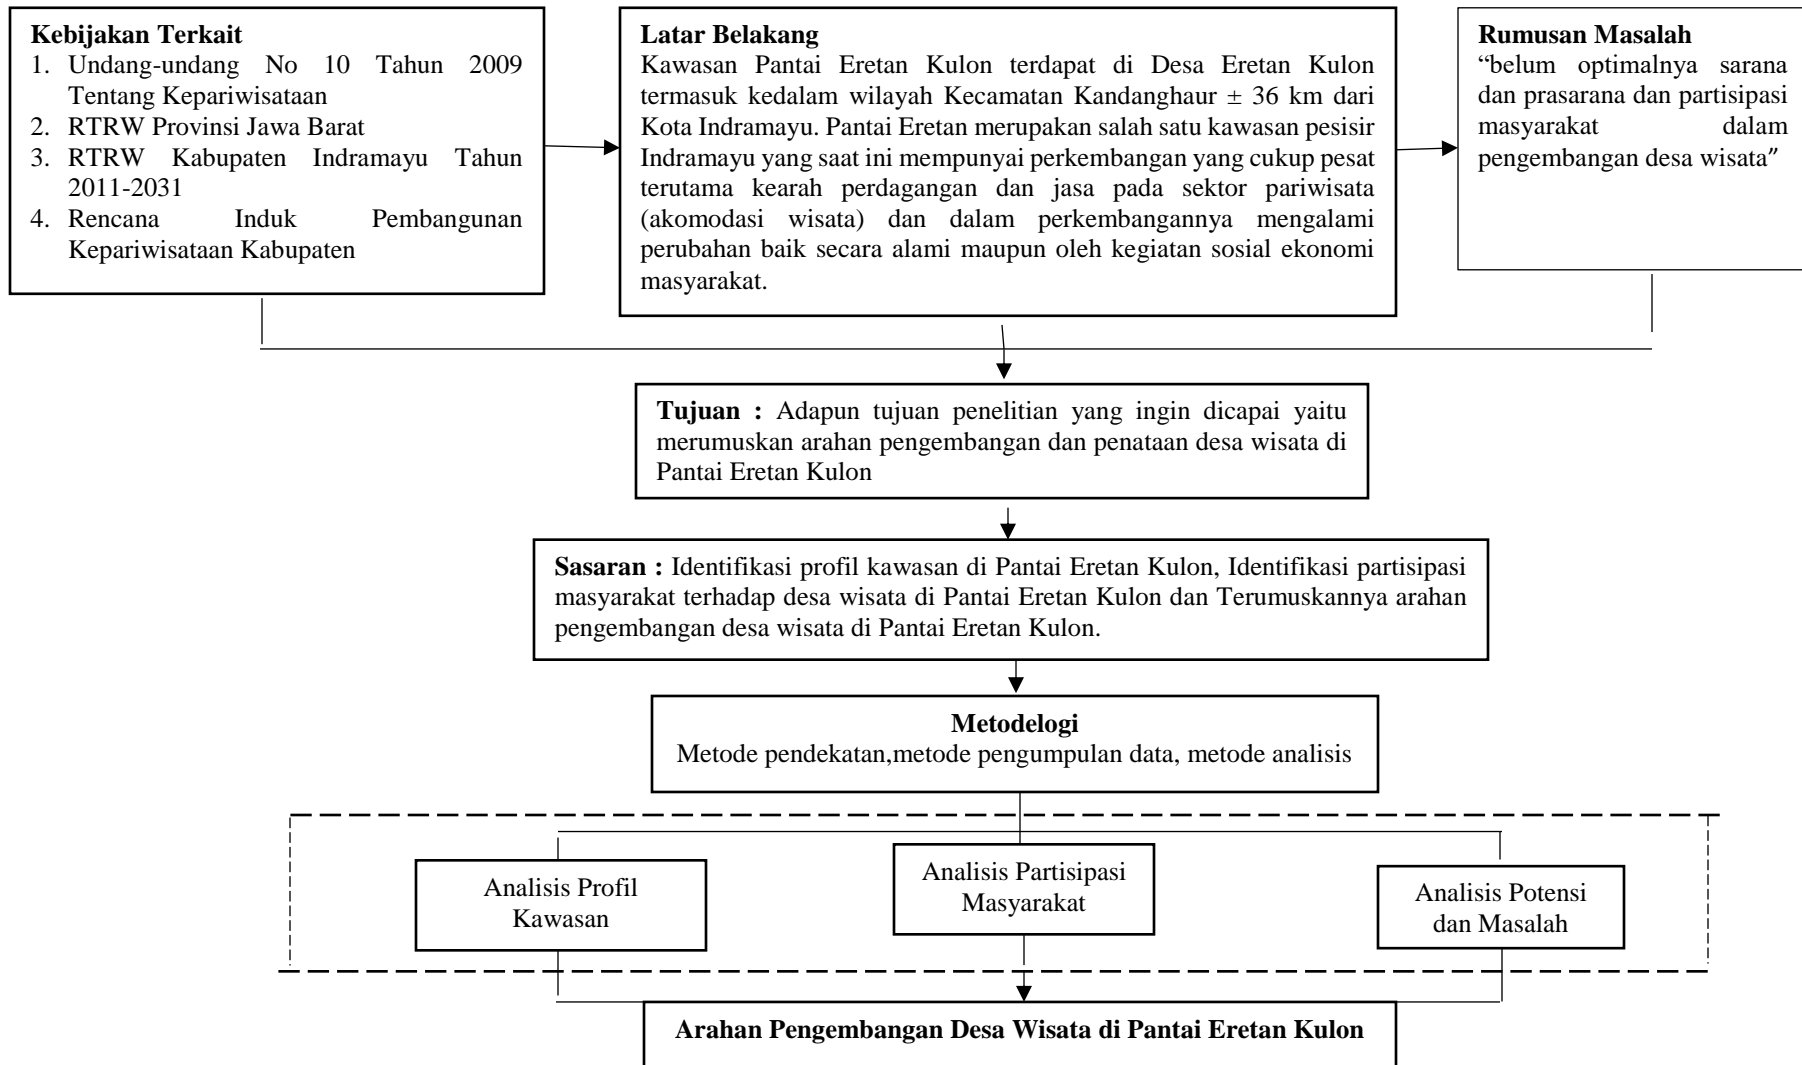 Kebijakan Terkait
1. Undang-undang No 10 Tahun 2009
Tentang Kepariwisataan
2. RTRW Provinsi Jawa Barat
3. RTRW Kabupaten Indramayu Tahun
2011-2031
4. Rencana Induk Pembangunan
Kepariwisataan Kabupaten
Latar Belakang
Kawasan Pantai Eretan Kulon terdapat di Desa Eretan Kulon
termasuk kedalam wilayah Kecamatan Kandanghaur ± 36 km dari
Kota Indramayu. Pantai Eretan merupakan salah satu kawasan pesisir
Indramayu yang saat ini mempunyai perkembangan yang cukup pesat
terutama kearah perdagangan dan jasa pada sektor pariwisata
(akomodasi wisata) dan dalam perkembangannya mengalami
perubahan baik secara alami maupun oleh kegiatan sosial ekonomi
masyarakat.
Rumusan Masalah
“belum optimalnya sarana
dan prasarana dan partisipasi
masyarakat dalam
pengembangan desa wisata”
Tujuan : Adapun tujuan penelitian yang ingin dicapai yaitu
merumuskan arahan pengembangan dan penataan desa wisata di
Pantai Eretan Kulon
Sasaran : Identifikasi profil kawasan di Pantai Eretan Kulon, Identifikasi partisipasi
masyarakat terhadap desa wisata di Pantai Eretan Kulon dan Terumuskannya arahan
pengembangan desa wisata di Pantai Eretan Kulon.
Metodelogi
Metode pendekatan,metode pengumpulan data, metode analisis
Analisis Profil
Kawasan
Analisis Partisipasi
Masyarakat
Analisis Potensi
dan Masalah
Arahan Pengembangan Desa Wisata di Pantai Eretan Kulon